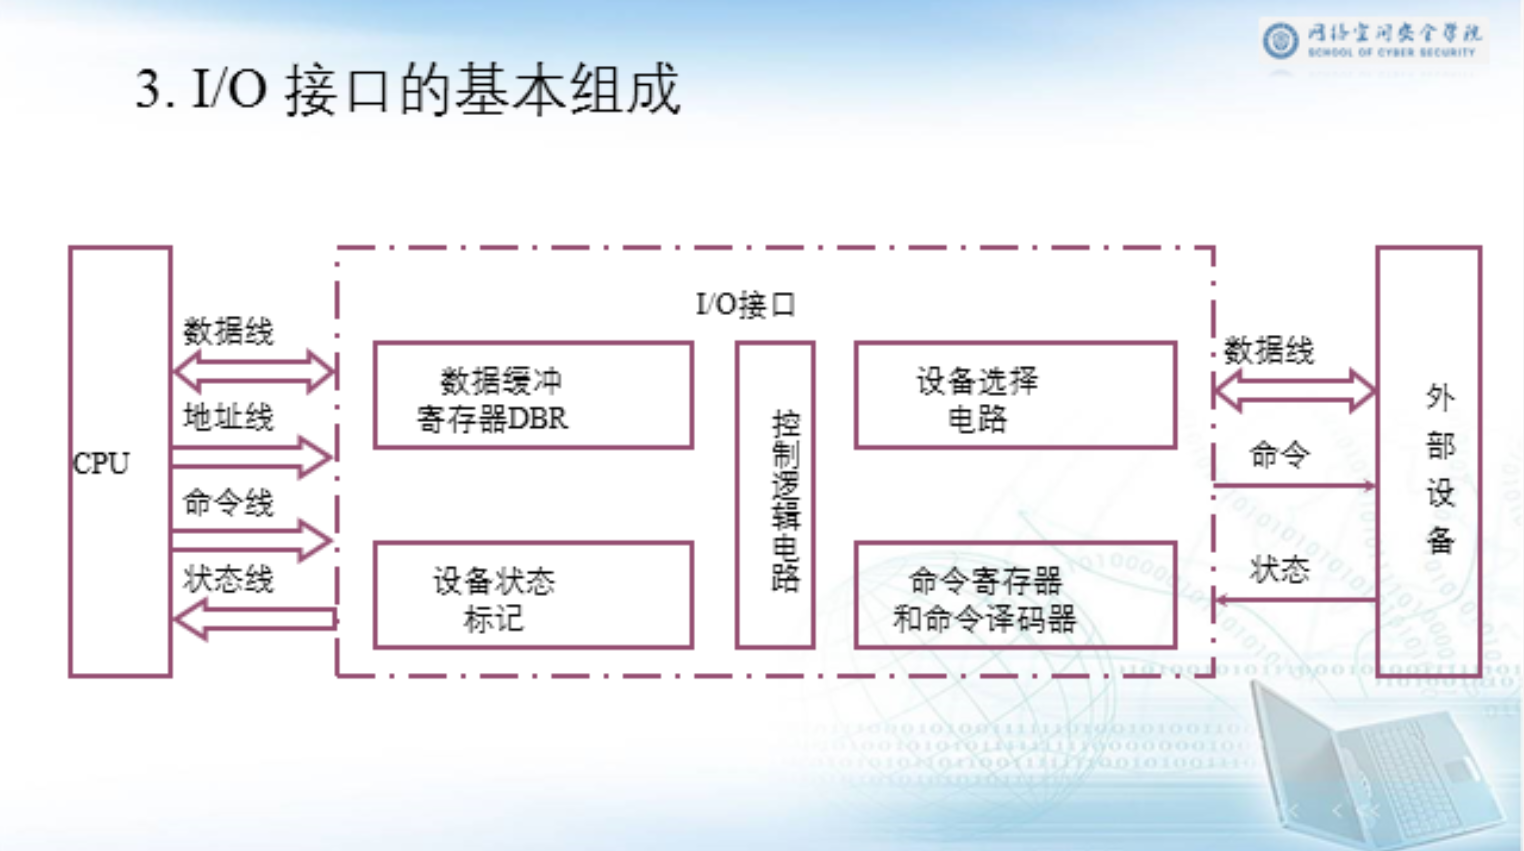 网络空间安全学院
SCHOOL OF CYBER SECURITY
3. I/O 接口的基本组成
I/O接口
CPU
数据线
地址线
命令线
状态线
数据缓冲
寄存器DBR
设备状态
标记
控制逻辑电路
设备选择
电路
命令寄存器
和命令译码器
数据线
命令
状态
外部设备